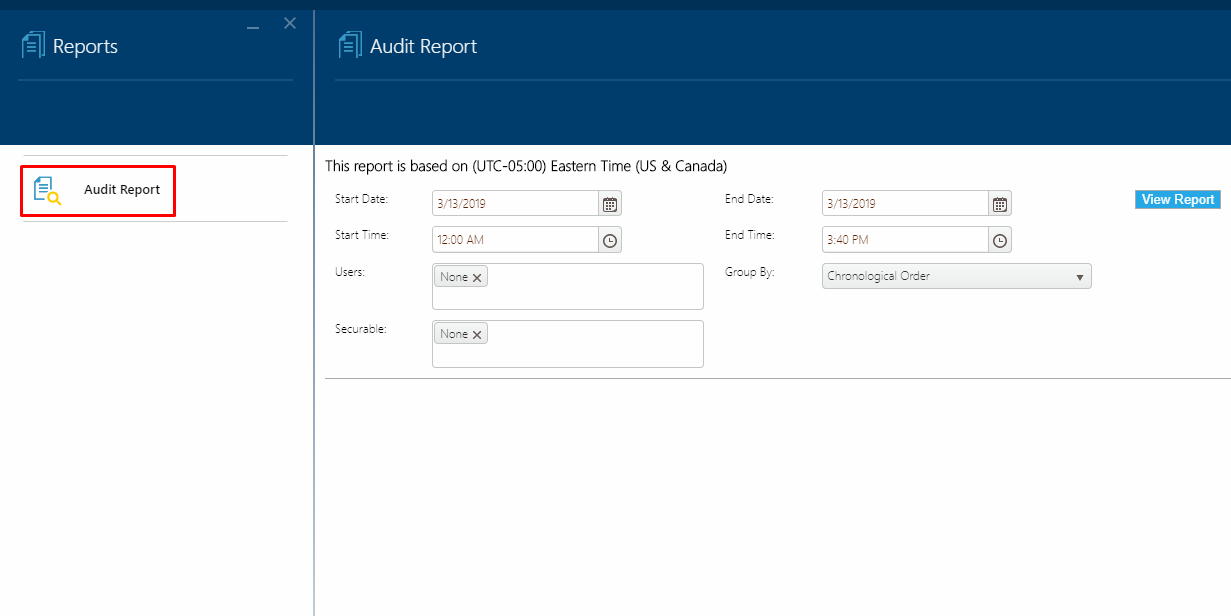 Reports
Audit Report
Audit Report
This report is based on (UTC-05:00) Eastern Time (US & Canada)
Start Date: 3/13/2019 End Date: 3/13/2019 View Report
Start Time: 12:00 AM End Time: 3:40 PM
Users: None Group By: Chronological Order
Securable: None